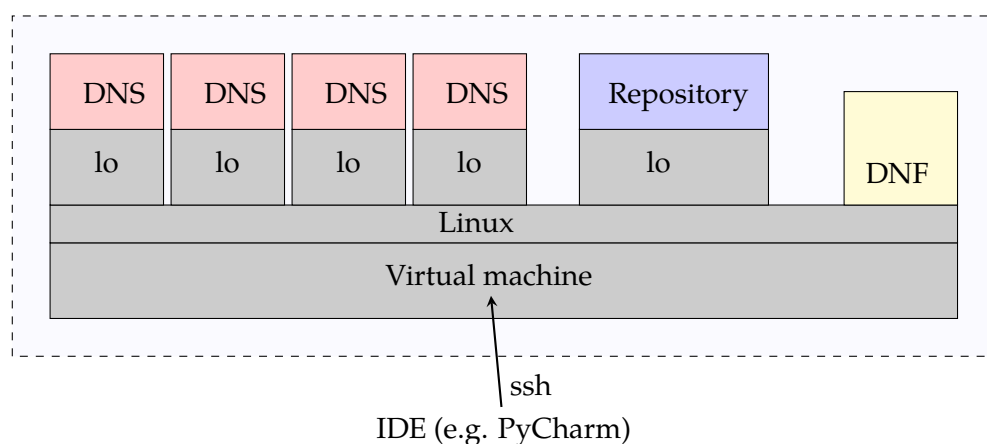 DNS DNS DNS DNS Repository
lo lo lo lo lo
DNF
Linux
Virtual machine
ssh
IDE (e.g. PyCharm)